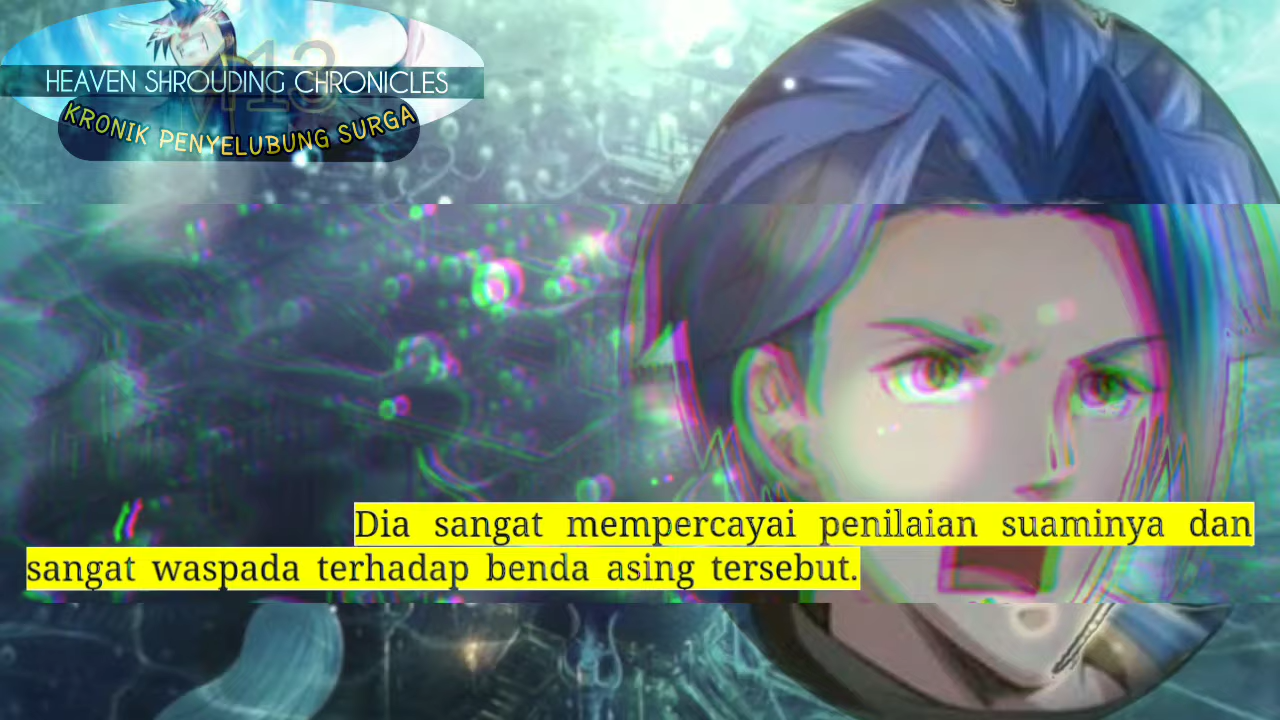 HEAVEN SHROUDING CHRONICLES
KRONIK PENYELUBUNG SURGA
Dia sangat mempercayai penilaian suaminya dan
sangat waspada terhadap benda asing tersebut.